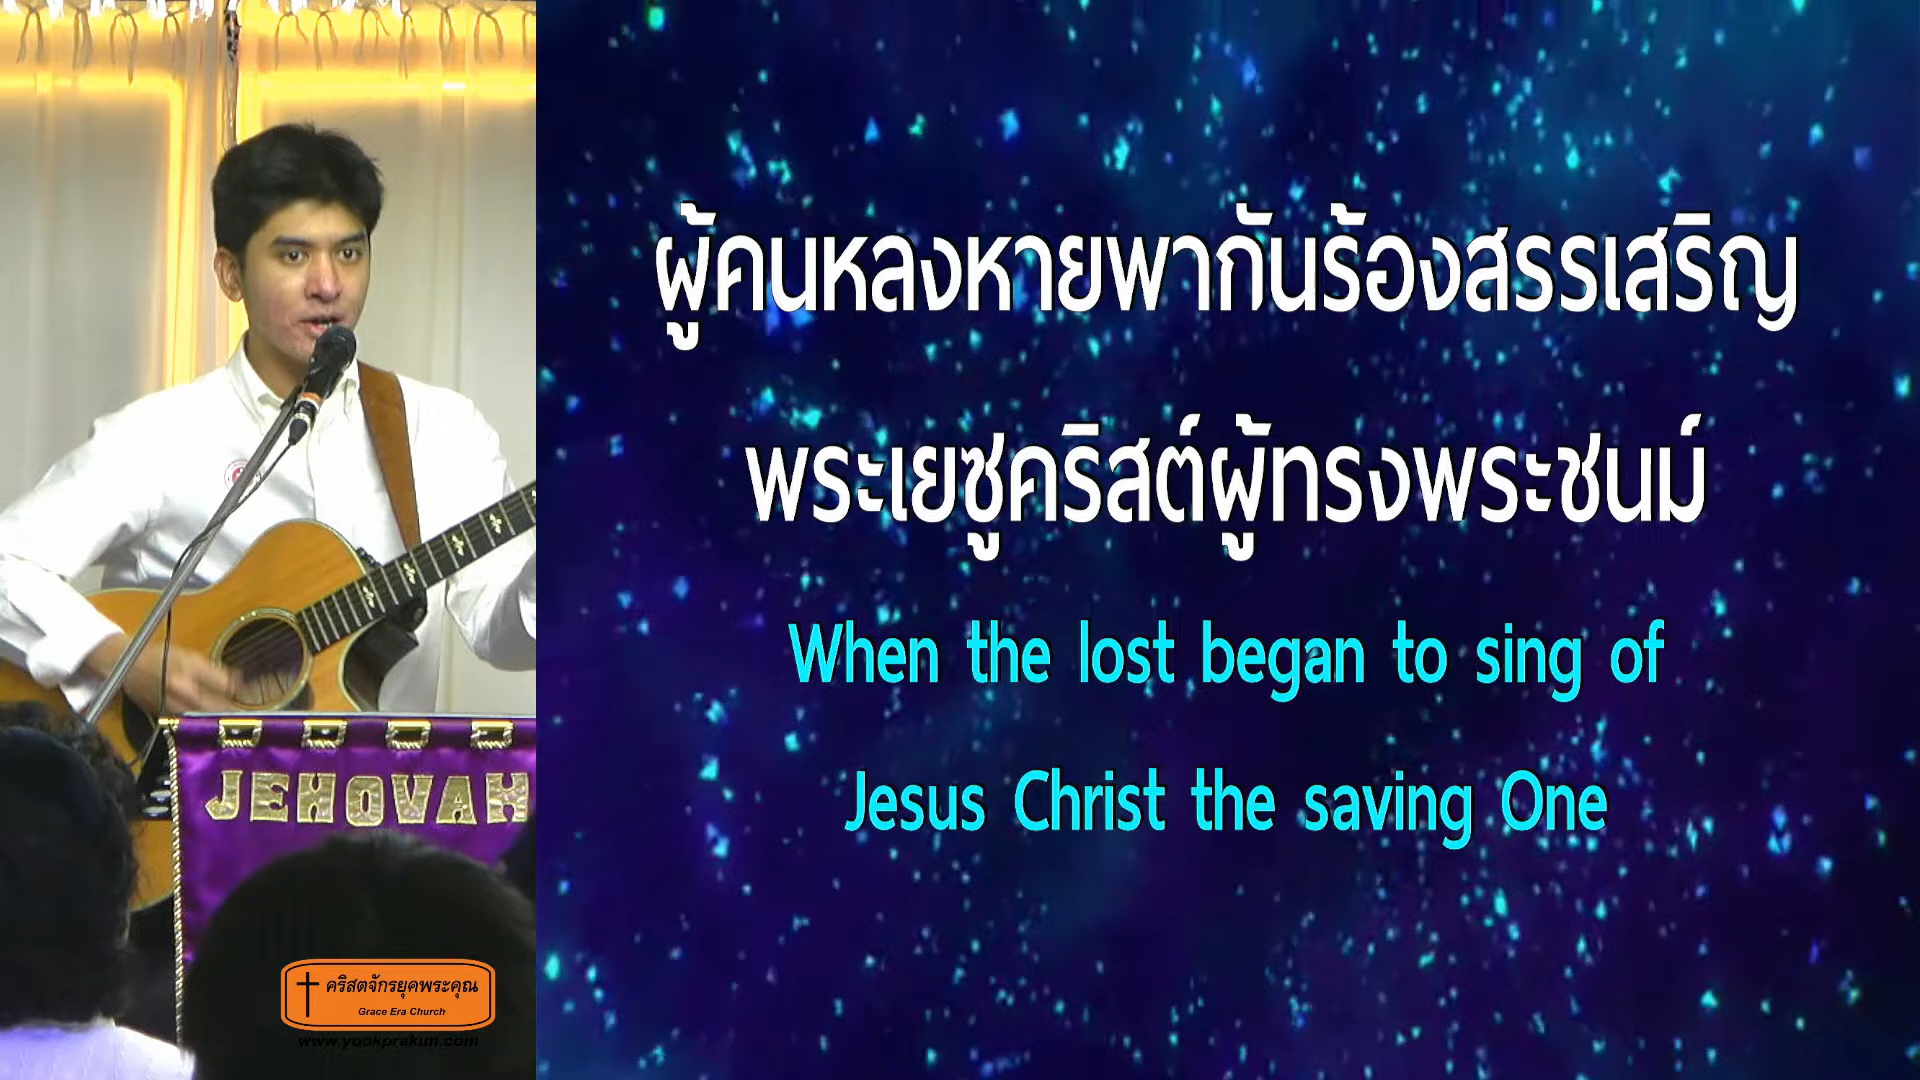 ผู้คนหลงหายพากันร้องสรรเสริญ
พระเยซูคริสต์ผู้ทรงพระชนม์
When the lost began to sing of
Jesus Christ the saving One
JEHOVAH
คริสตจักรยุคพระคุณ
Grace Era Church
www.yookprakun.com